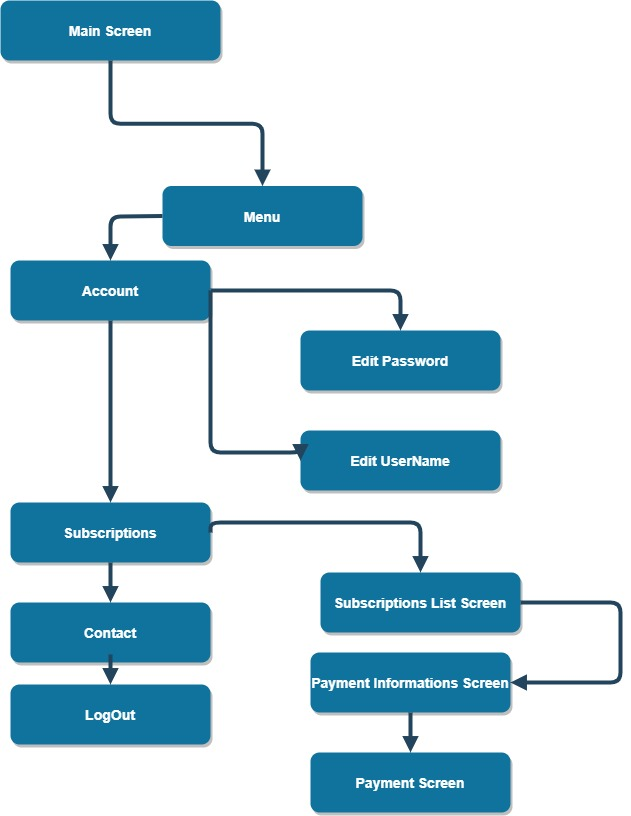 Main Screen
Menu
Account
Edit Password
Edit UserName
Subscriptions
Subscriptions List Screen
Contact
Payment Informations Screen
LogOut
Payment Screen